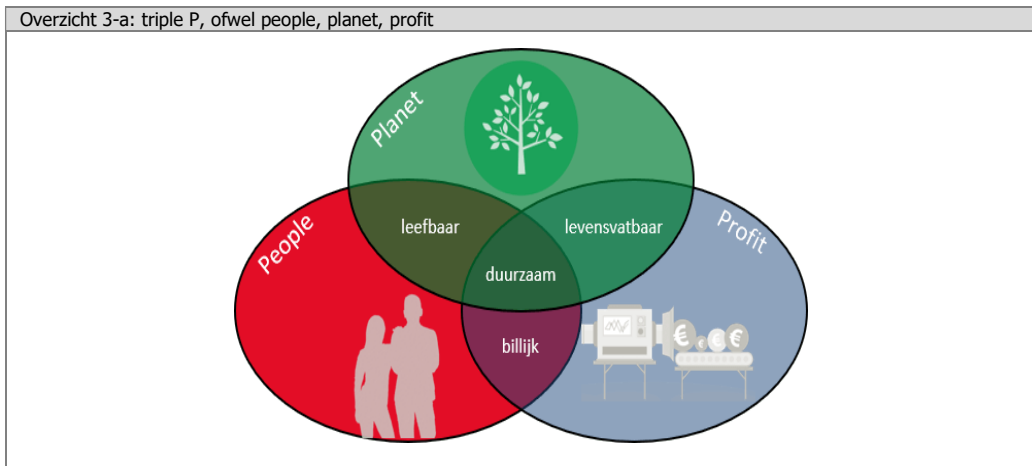 Overzicht 3-a: triple P, ofwel people, planet, profit
Planet
People
leefbaar
levensvatbaar
Profit
duurzaam
billijk
€ € € €